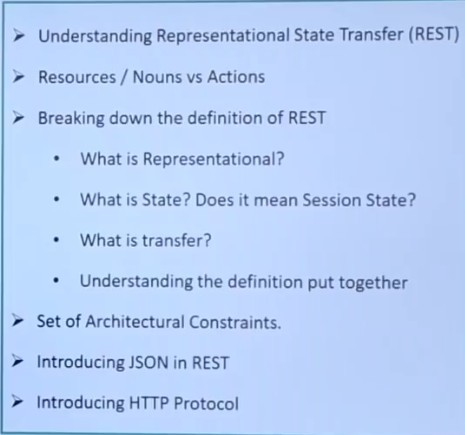 ➤ Understanding Representational State Transfer (REST)
➤ Resources / Nouns vs Actions
➤ Breaking down the definition of REST
• What is Representational?
• What is State? Does it mean Session State?
• What is transfer?
• Understanding the definition put together
➤ Set of Architectural Constraints.
➤ Introducing JSON in REST
➤ Introducing HTTP Protocol